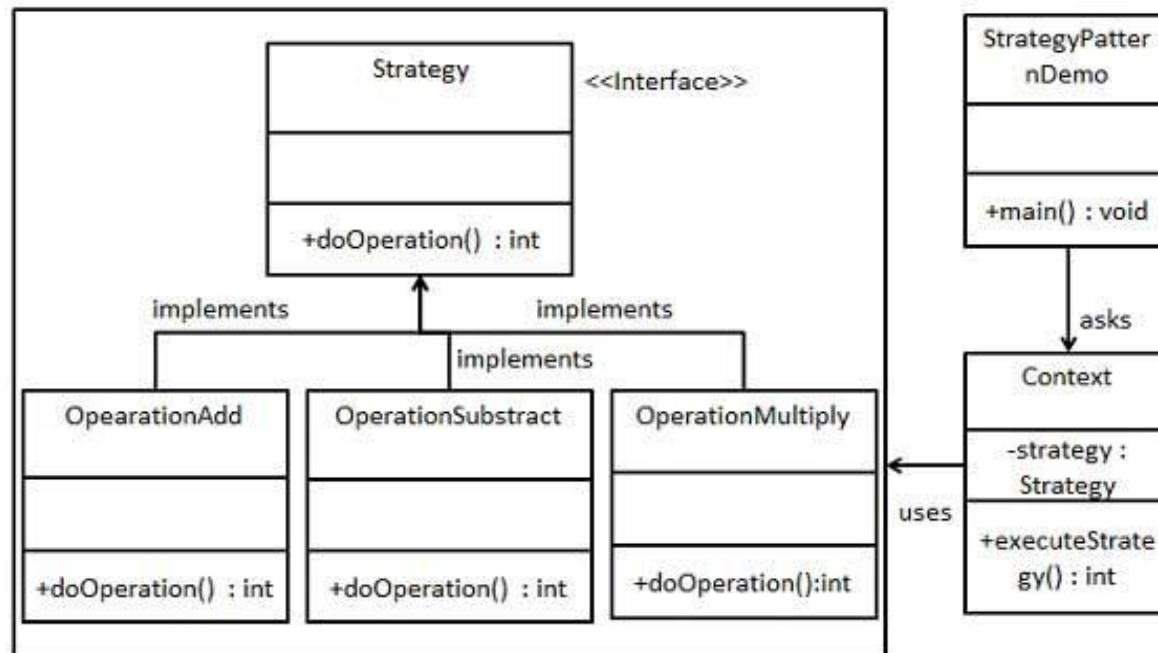 Strategy
<<Interface>>
+doOperation() : int
implements
implements
implements
OpearationAdd
+doOperation() : int
OperationSubstract
+doOperation() : int
OperationMultiply
+doOperation():int
StrategyPatter
nDemo
+main() : void
asks
Context
-strategy :
Strategy
+executeStrate
gy() : int
uses